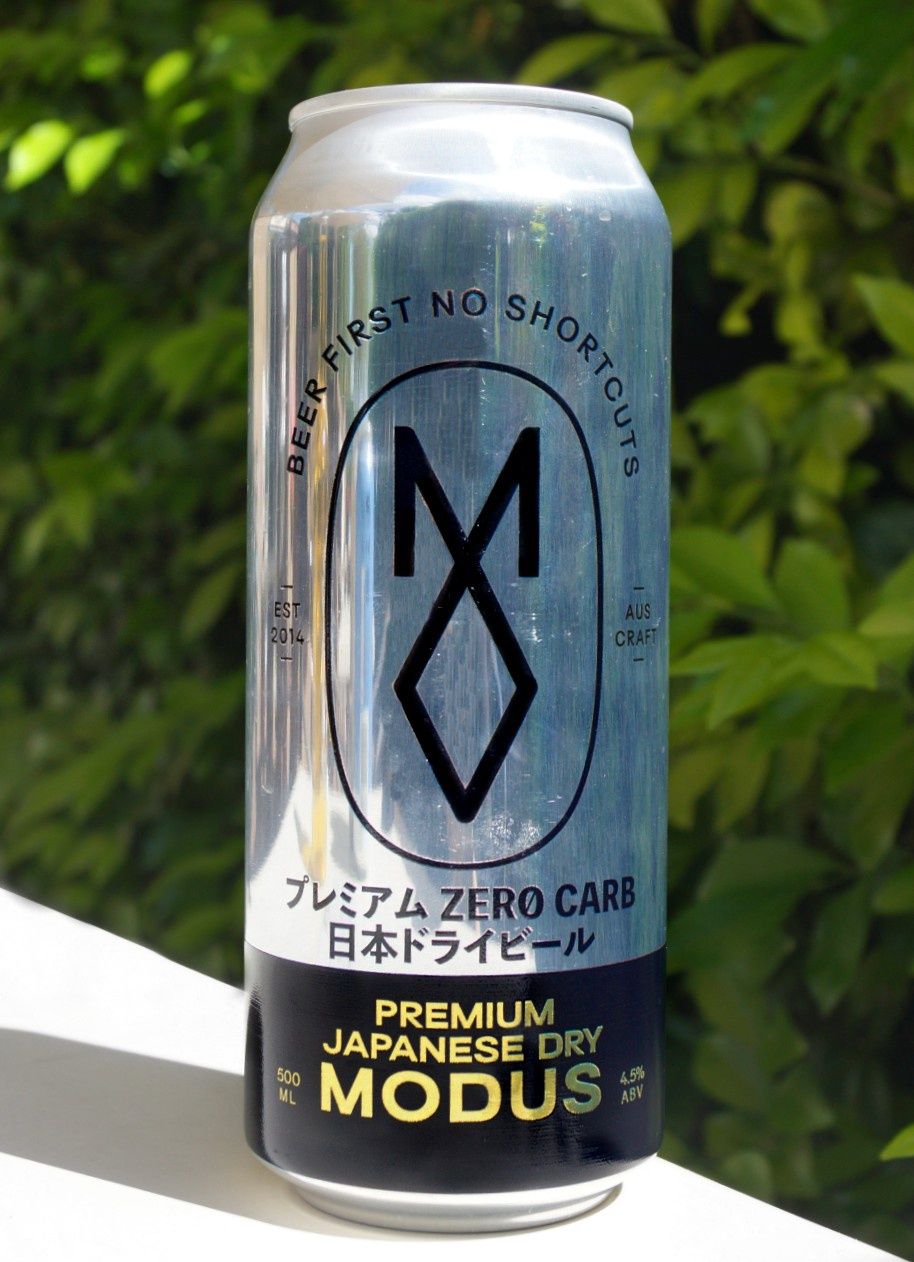 BEER FIRST NO SHORTCUTS
M
EST
2014
AUS
CRAFT
プレミアム ZERØ CARB
日本ドライビール
PREMIUM
JAPANESE DRY
MODUS
500
ML
4.5%
ABV